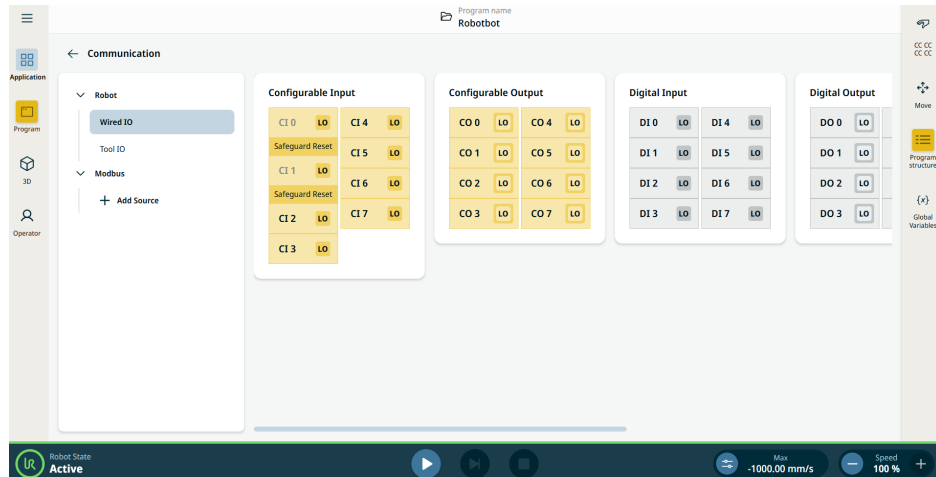 Program name
Robotbot
Application
Program
3D
Operator
Communication
Robot
Wired IO
Tool IO
Modbus
Add Source
Configurable Input
CI 0 LO CI 4 LO
Safeguard Reset
CI 5 LO
CI 1 LO
CI 6 LO
Safeguard Reset
CI 2 LO CI 7 LO
CI 3 LO
Configurable Output
CO 0 LO CO 4 LO
CO 1 LO CO 5 LO
CO 2 LO CO 6 LO
CO 3 LO CO 7 LO
Digital Input
DI 0 LO DI 4 LO
DI 1 LO DI 5 LO
DI 2 LO DI 6 LO
DI 3 LO DI 7 LO
Digital Output
DO 0 LO
DO 1 LO
DO 2 LO
DO 3 LO
CC CC
CC CC
Move
Program
structure
{x}
Global
Variables
UR
Robot State
Active
Max
-1000.00 mm/s
Speed
100 %